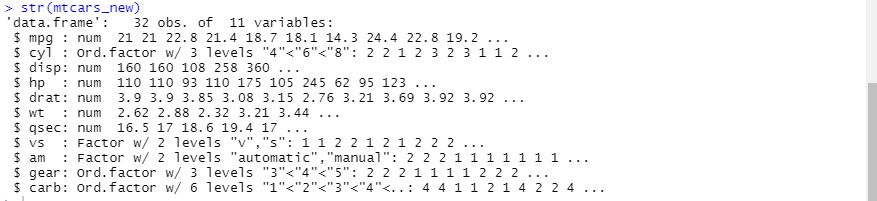 > str(mtcars_new)
'data.frame':   32 obs. of  11 variables:
 $ mpg : num  21 21 22.8 21.4 18.7 18.1 14.3 24.4 22.8 19.2 ...
 $ cyl : Ord.factor w/ 3 levels "4"<"6"<"8": 2 2 1 2 3 2 3 1 1 2 ...
 $ disp: num  160 160 108 258 360 ...
 $ hp  : num  110 110 93 110 175 105 245 62 95 123 ...
 $ drat: num  3.9 3.9 3.85 3.08 3.15 2.76 3.21 3.69 3.92 3.92 ...
 $ wt  : num  2.62 2.88 2.32 3.21 3.44 ...
 $ qsec: num  16.5 17 18.6 19.4 17 ...
 $ vs  : Factor w/ 2 levels "v","s": 1 1 2 2 1 2 1 2 2 2 ...
 $ am  : Factor w/ 2 levels "automatic","manual": 2 2 2 1 1 1 1 1 1 1 ...
 $ gear: Ord.factor w/ 3 levels "3"<"4"<"5": 2 2 2 1 1 1 1 2 2 2 ...
 $ carb: Ord.factor w/ 6 levels "1"<"2"<"3"<"4"<..: 4 4 1 1 2 1 4 2 2 4 ...
>